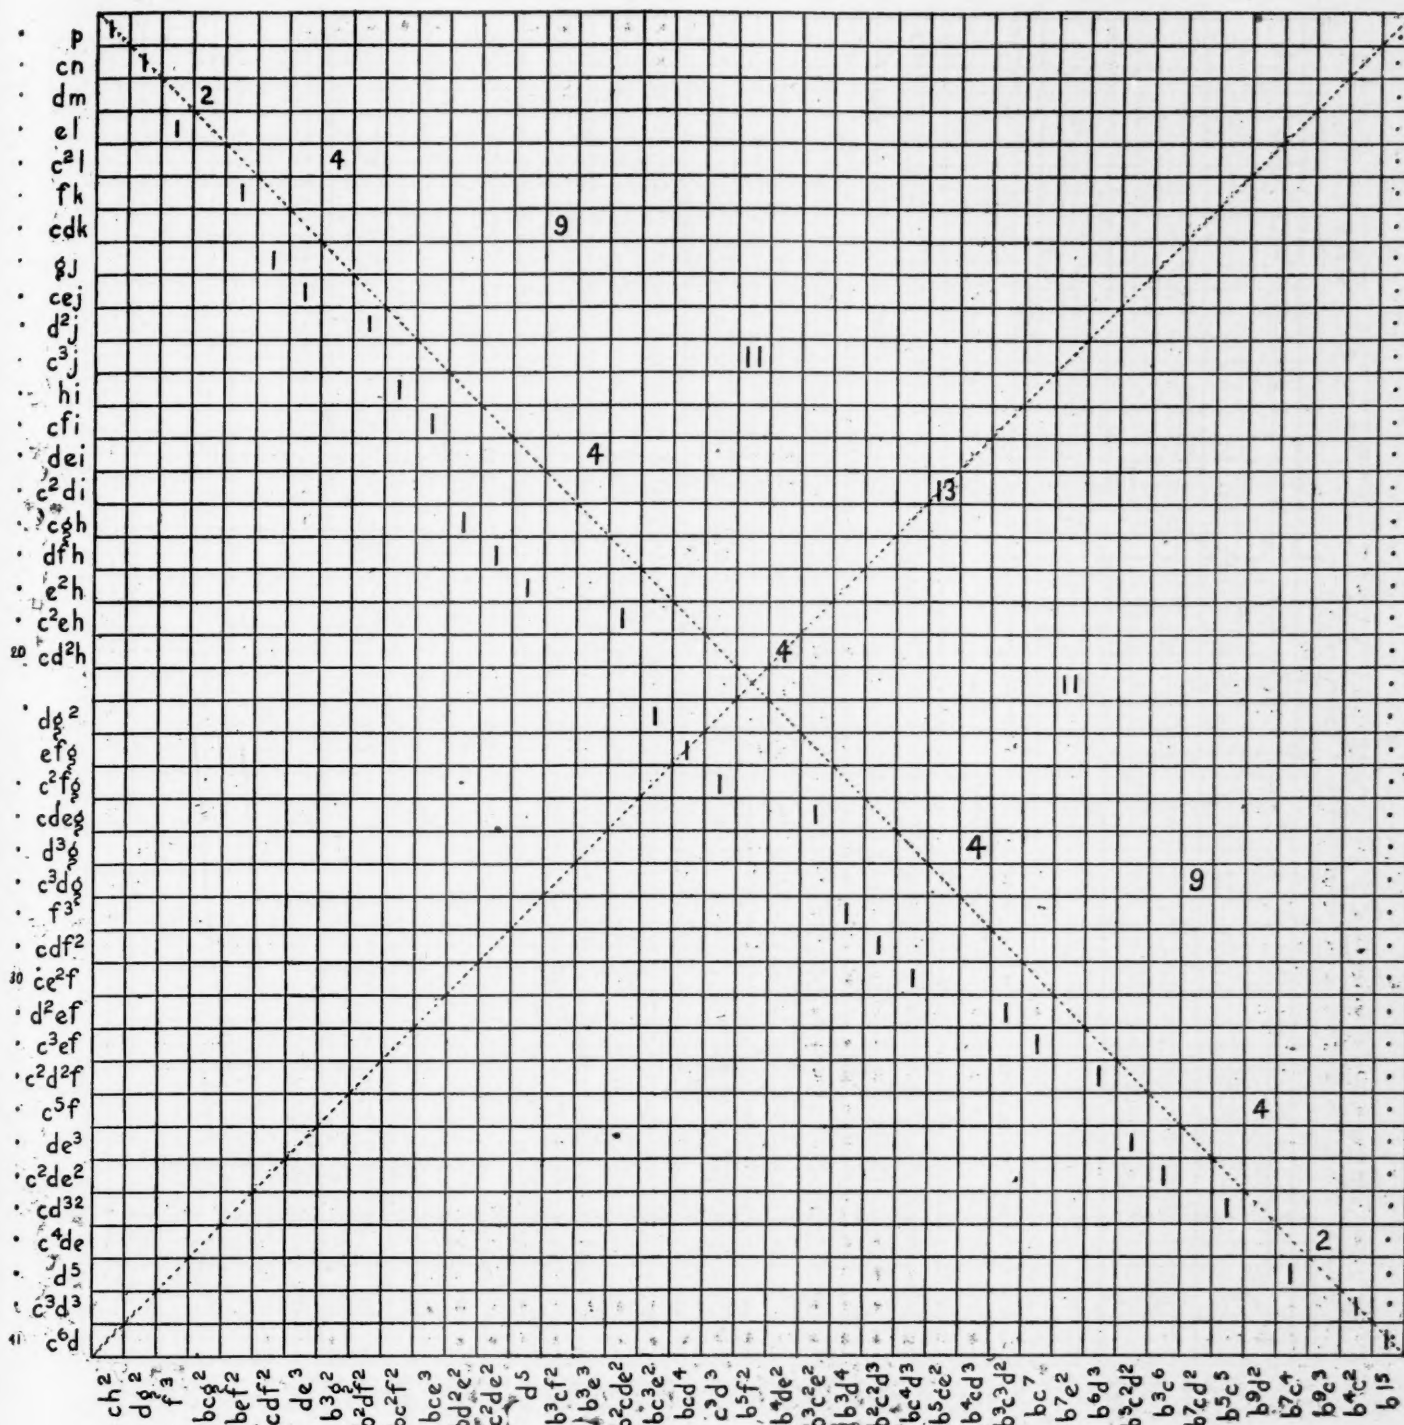 p 1
cn 1
dm 2
el 1
c²l 4
fk 1
cdk 9
gj 1
cej 1
d²j 1
c³j 11
hi 1
cfi 1
dei 4
c²di 13
cgh 1
dfh 1
e²h 1
c²eh 1
20 cd²h 4
11
dg² 1
efg 1
c²fg 1
cdeg 1
d³g 4
c³dg 9
f³ 1
cdf² 1
30 ce²f 1
d²ef 1
c³ef 1
c²d²f 1
c⁵f 4
de³ 1
c²de² 1
cd³² 1
c⁴de 2
d⁵ 1
c³d³ 1
41 c⁶d 1
ch² dg² f³ bcg² bef² cdf² de³ b³g² b²df² bc²f² bce³ bd²e² c²de² d⁵ b³cf² b³e³ b²cde² bc³e² bcd⁴ c³d³ b⁵f² b⁴de² b³c²e² b³d⁴ b²c²d³ bc⁴d³ b⁵ce² b⁴cd³ b³c³d² bc⁷ b⁷e² b⁶d³ b⁵c²d² b³c⁶ b⁷cd² b⁵c⁵ b⁹d² b⁷c⁴ b⁹c³ b⁴c² b¹⁵